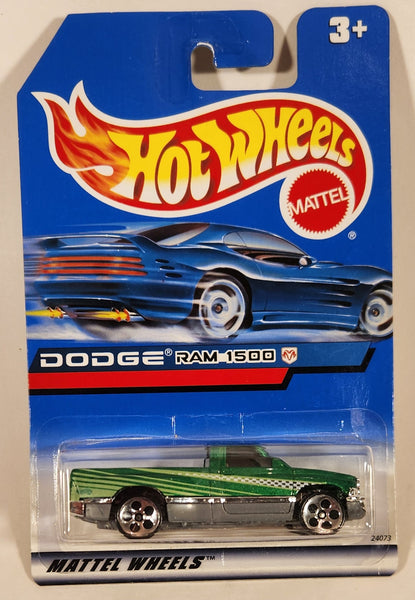 3+
HOT WHEELS
MATTEL
®
DODGE® RAM 1500
24073
MATTEL WHEELS™